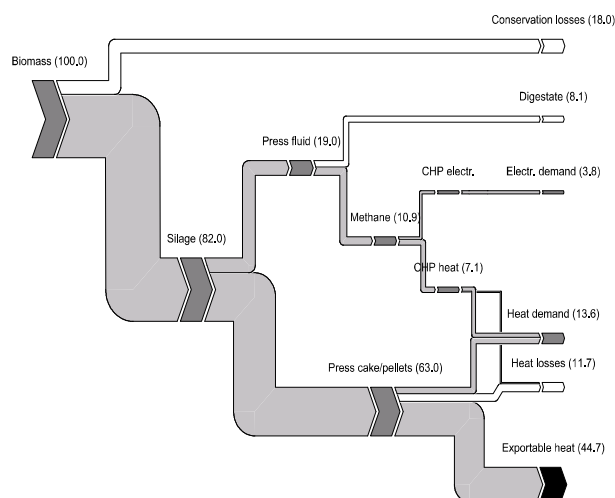 Conservation losses (18.0)
Biomass (100.0)
Digestate (8.1)
Press fluid (19.0)
CHP electr.
Electr. demand (3.8)
Methane (10.9)
Silage (82.0)
CHP heat (7.1)
Heat demand (13.6)
Press cake/pellets (63.0)
Heat losses (11.7)
Exportable heat (44.7)